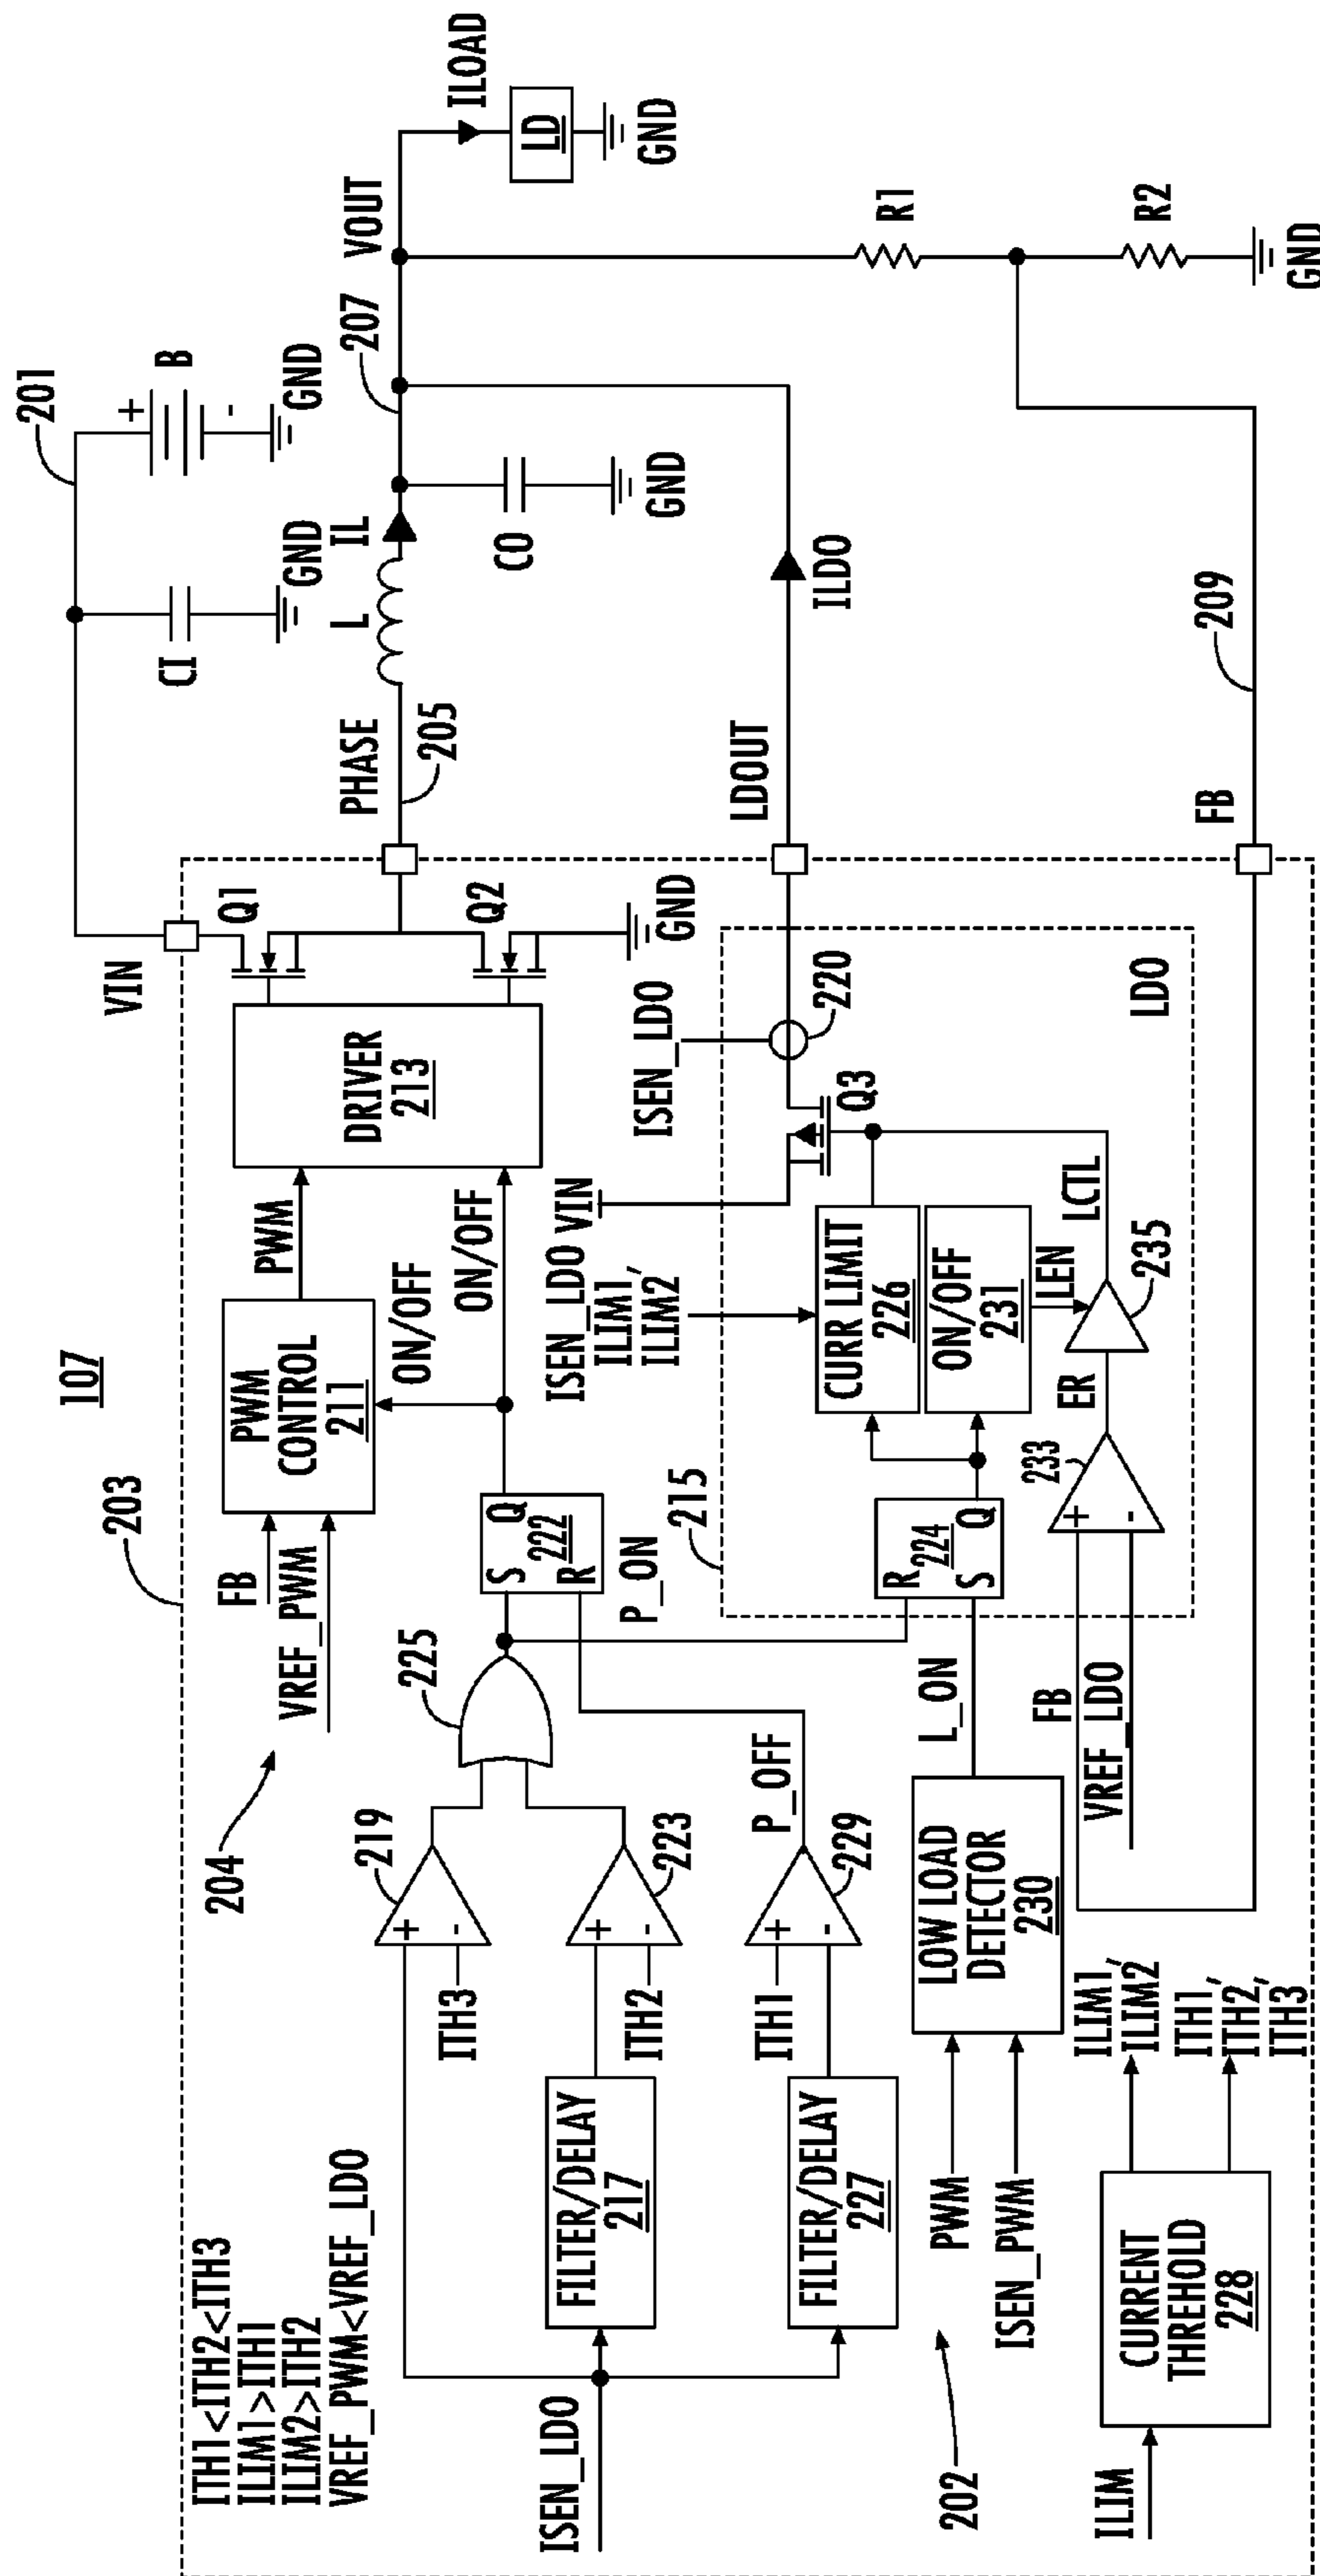 107
203
204
ITH1<ITH2<ITH3
ILIM1>ITH1
ILIM2>ITH2
VREF_PWM<VREF_LDO
FB
VREF_PWM
PWM
CONTROL
211
PWM
ON/OFF
ON/OFF
DRIVER
213
VIN
Q1
Q2
GND
201
CI
GND
+
B
-
GND
PHASE
205
L
IL
207
CO
GND
VOUT
ILOAD
LD
GND
R1
R2
GND
ISEN_LDO
FILTER/DELAY
217
FILTER/DELAY
227
+
-
219
ITH3
+
-
223
ITH2
+
-
229
ITH1
225
P_OFF
S
Q
222
R
P_ON
215
ISEN_LDO
ILIM1,
ILIM2
VIN
ISEN_LDO
220
Q3
LDOUT
ILDO
CURR LIMIT
226
ON/OFF
231
LEN
LCTL
235
ER
233
+
-
R
224
S
Q
LDO
L_ON
LOW LOAD
DETECTOR
230
PWM
ISEN_PWM
202
FB
VREF_LDO
FB
209
ILIM
CURRENT
THREHOLD
228
ILIM1,
ILIM2
ITH1,
ITH2,
ITH3